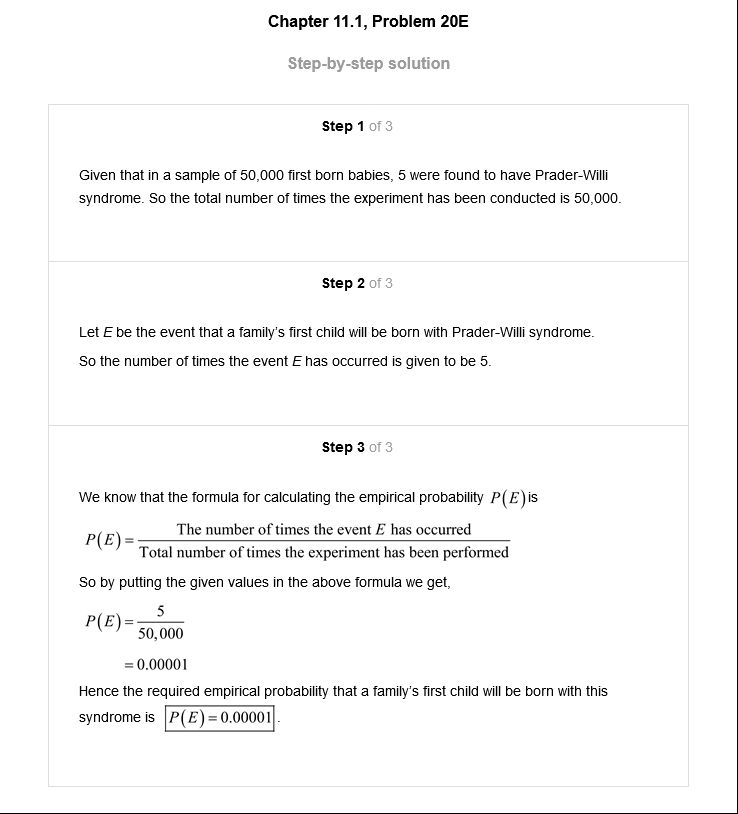 Chapter 11.1, Problem 20E
Step-by-step solution
Step 1 of 3
Given that in a sample of 50,000 first born babies, 5 were found to have Prader-Willi
syndrome. So the total number of times the experiment has been conducted is 50,000.
Step 2 of 3
Let E be the event that a family's first child will be born with Prader-Willi syndrome.
So the number of times the event E has occurred is given to be 5.
Step 3 of 3
We know that the formula for calculating the empirical probability P(E) is
P(E) = The number of times the event E has occurred / Total number of times the experiment has been performed
So by putting the given values in the above formula we get,
P(E) = 5 / 50,000
= 0.00001
Hence the required empirical probability that a family's first child will be born with this
syndrome is P(E) = 0.00001.